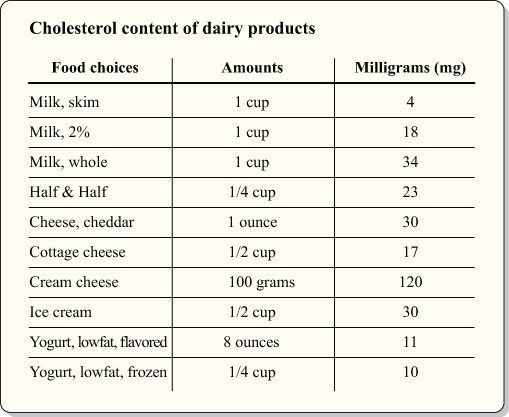 Cholesterol content of dairy products
Food choices Amounts Milligrams (mg)
Milk, skim 1 cup 4
Milk, 2% 1 cup 18
Milk, whole 1 cup 34
Half & Half 1/4 cup 23
Cheese, cheddar 1 ounce 30
Cottage cheese 1/2 cup 17
Cream cheese 100 grams 120
Ice cream 1/2 cup 30
Yogurt, lowfat, flavored 8 ounces 11
Yogurt, lowfat, frozen 1/4 cup 10